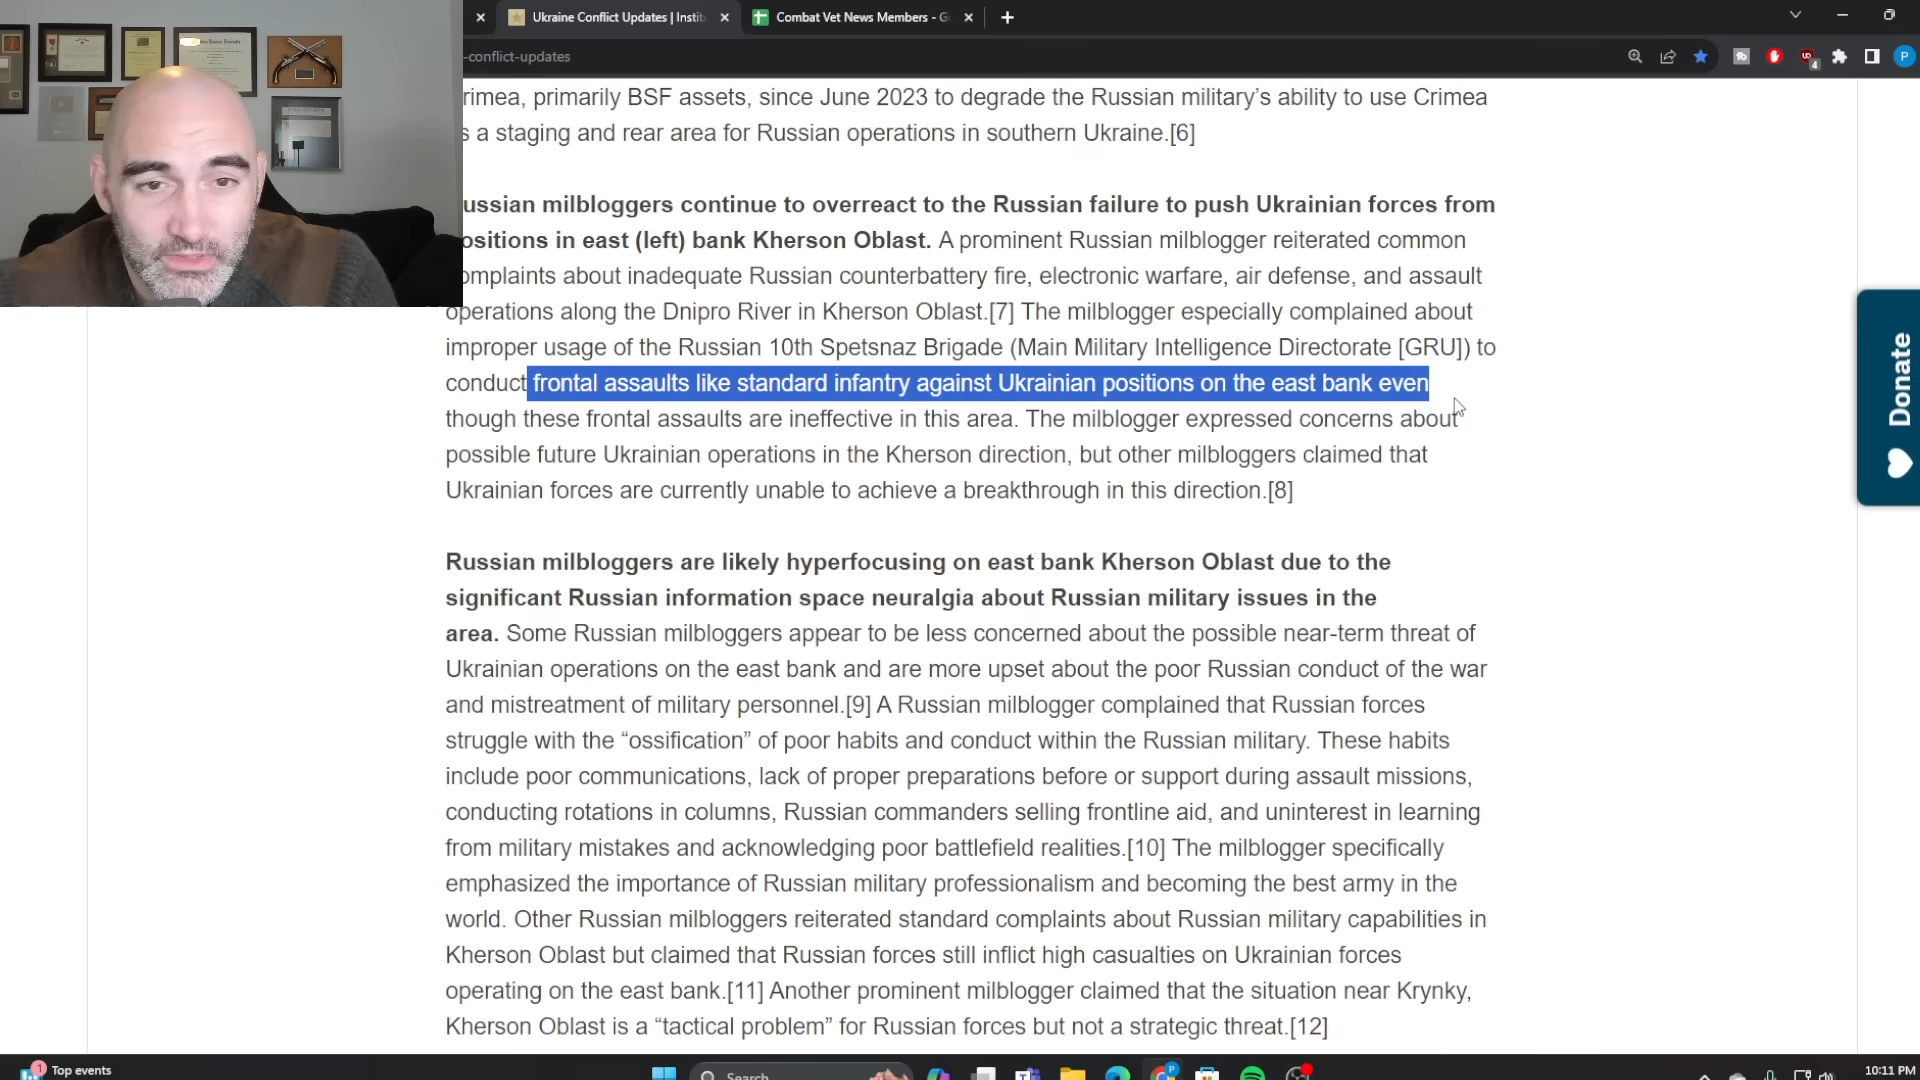 Ukraine Conflict Updates | Instit
Combat Vet News Members - G
-conflict-updates
4
P
rimea, primarily BSF assets, since June 2023 to degrade the Russian military’s ability to use Crimea
s a staging and rear area for Russian operations in southern Ukraine.[6]
ussian milbloggers continue to overreact to the Russian failure to push Ukrainian forces from
ositions in east (left) bank Kherson Oblast. A prominent Russian milblogger reiterated common
omplaints about inadequate Russian counterbattery fire, electronic warfare, air defense, and assault
operations along the Dnipro River in Kherson Oblast.[7] The milblogger especially complained about
improper usage of the Russian 10th Spetsnaz Brigade (Main Military Intelligence Directorate [GRU]) to
conduct frontal assaults like standard infantry against Ukrainian positions on the east bank even
though these frontal assaults are ineffective in this area. The milblogger expressed concerns about
possible future Ukrainian operations in the Kherson direction, but other milbloggers claimed that
Ukrainian forces are currently unable to achieve a breakthrough in this direction.[8]
Donate
Russian milbloggers are likely hyperfocusing on east bank Kherson Oblast due to the
significant Russian information space neuralgia about Russian military issues in the
area. Some Russian milbloggers appear to be less concerned about the possible near-term threat of
Ukrainian operations on the east bank and are more upset about the poor Russian conduct of the war
and mistreatment of military personnel.[9] A Russian milblogger complained that Russian forces
struggle with the “ossification” of poor habits and conduct within the Russian military. These habits
include poor communications, lack of proper preparations before or support during assault missions,
conducting rotations in columns, Russian commanders selling frontline aid, and uninterest in learning
from military mistakes and acknowledging poor battlefield realities.[10] The milblogger specifically
emphasized the importance of Russian military professionalism and becoming the best army in the
world. Other Russian milbloggers reiterated standard complaints about Russian military capabilities in
Kherson Oblast but claimed that Russian forces still inflict high casualties on Ukrainian forces
operating on the east bank.[11] Another prominent milblogger claimed that the situation near Krynky,
Kherson Oblast is a “tactical problem” for Russian forces but not a strategic threat.[12]
1
Top events
Search
P
10:11 PM